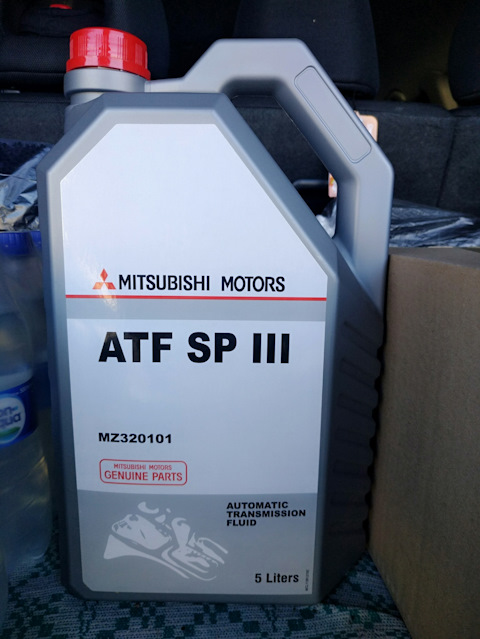 MITSUBISHI MOTORS
ATF SP III
MZ320101
MITSUBISHI MOTORS
GENUINE PARTS
AUTOMATIC
TRANSMISSION
FLUID
5 Liters